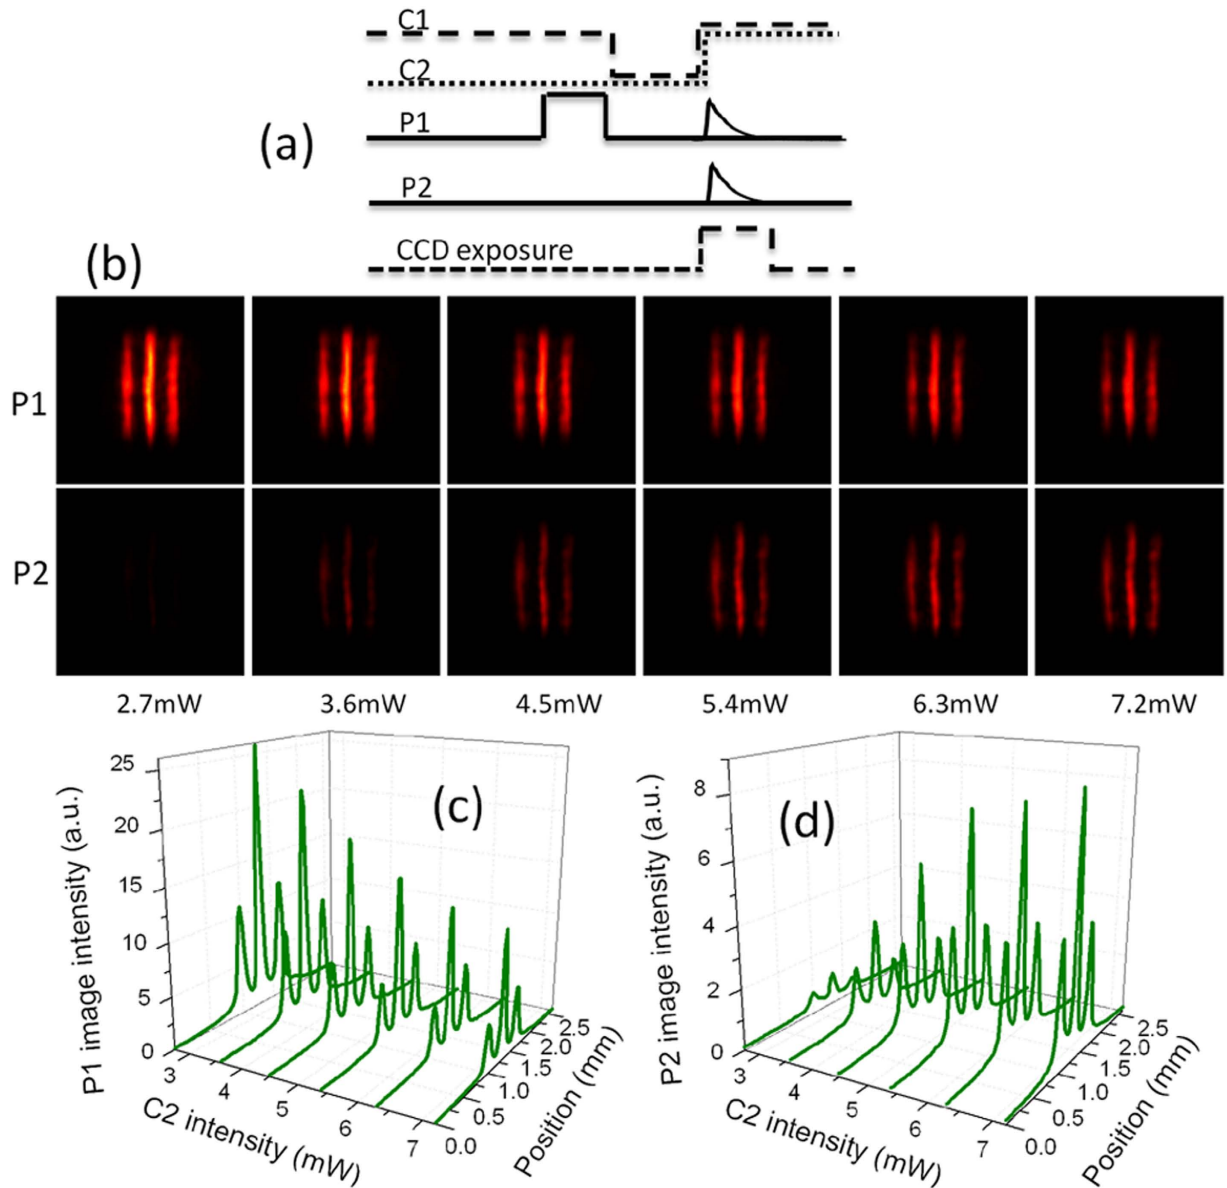 C1
C2
P1
(a)
P2
CCD exposure
(b)
P1
P2
2.7mW 3.6mW 4.5mW 5.4mW 6.3mW 7.2mW
(c)
P1 image intensity (a.u.)
25
20
15
10
5
0
3 4 5 6 7
C2 intensity (mW)
0.0 0.5 1.0 1.5 2.0 2.5
Position (mm)
(d)
P2 image intensity (a.u.)
8
6
4
2
0
3 4 5 6 7
C2 intensity (mW)
0.0 0.5 1.0 1.5 2.0 2.5
Position (mm)